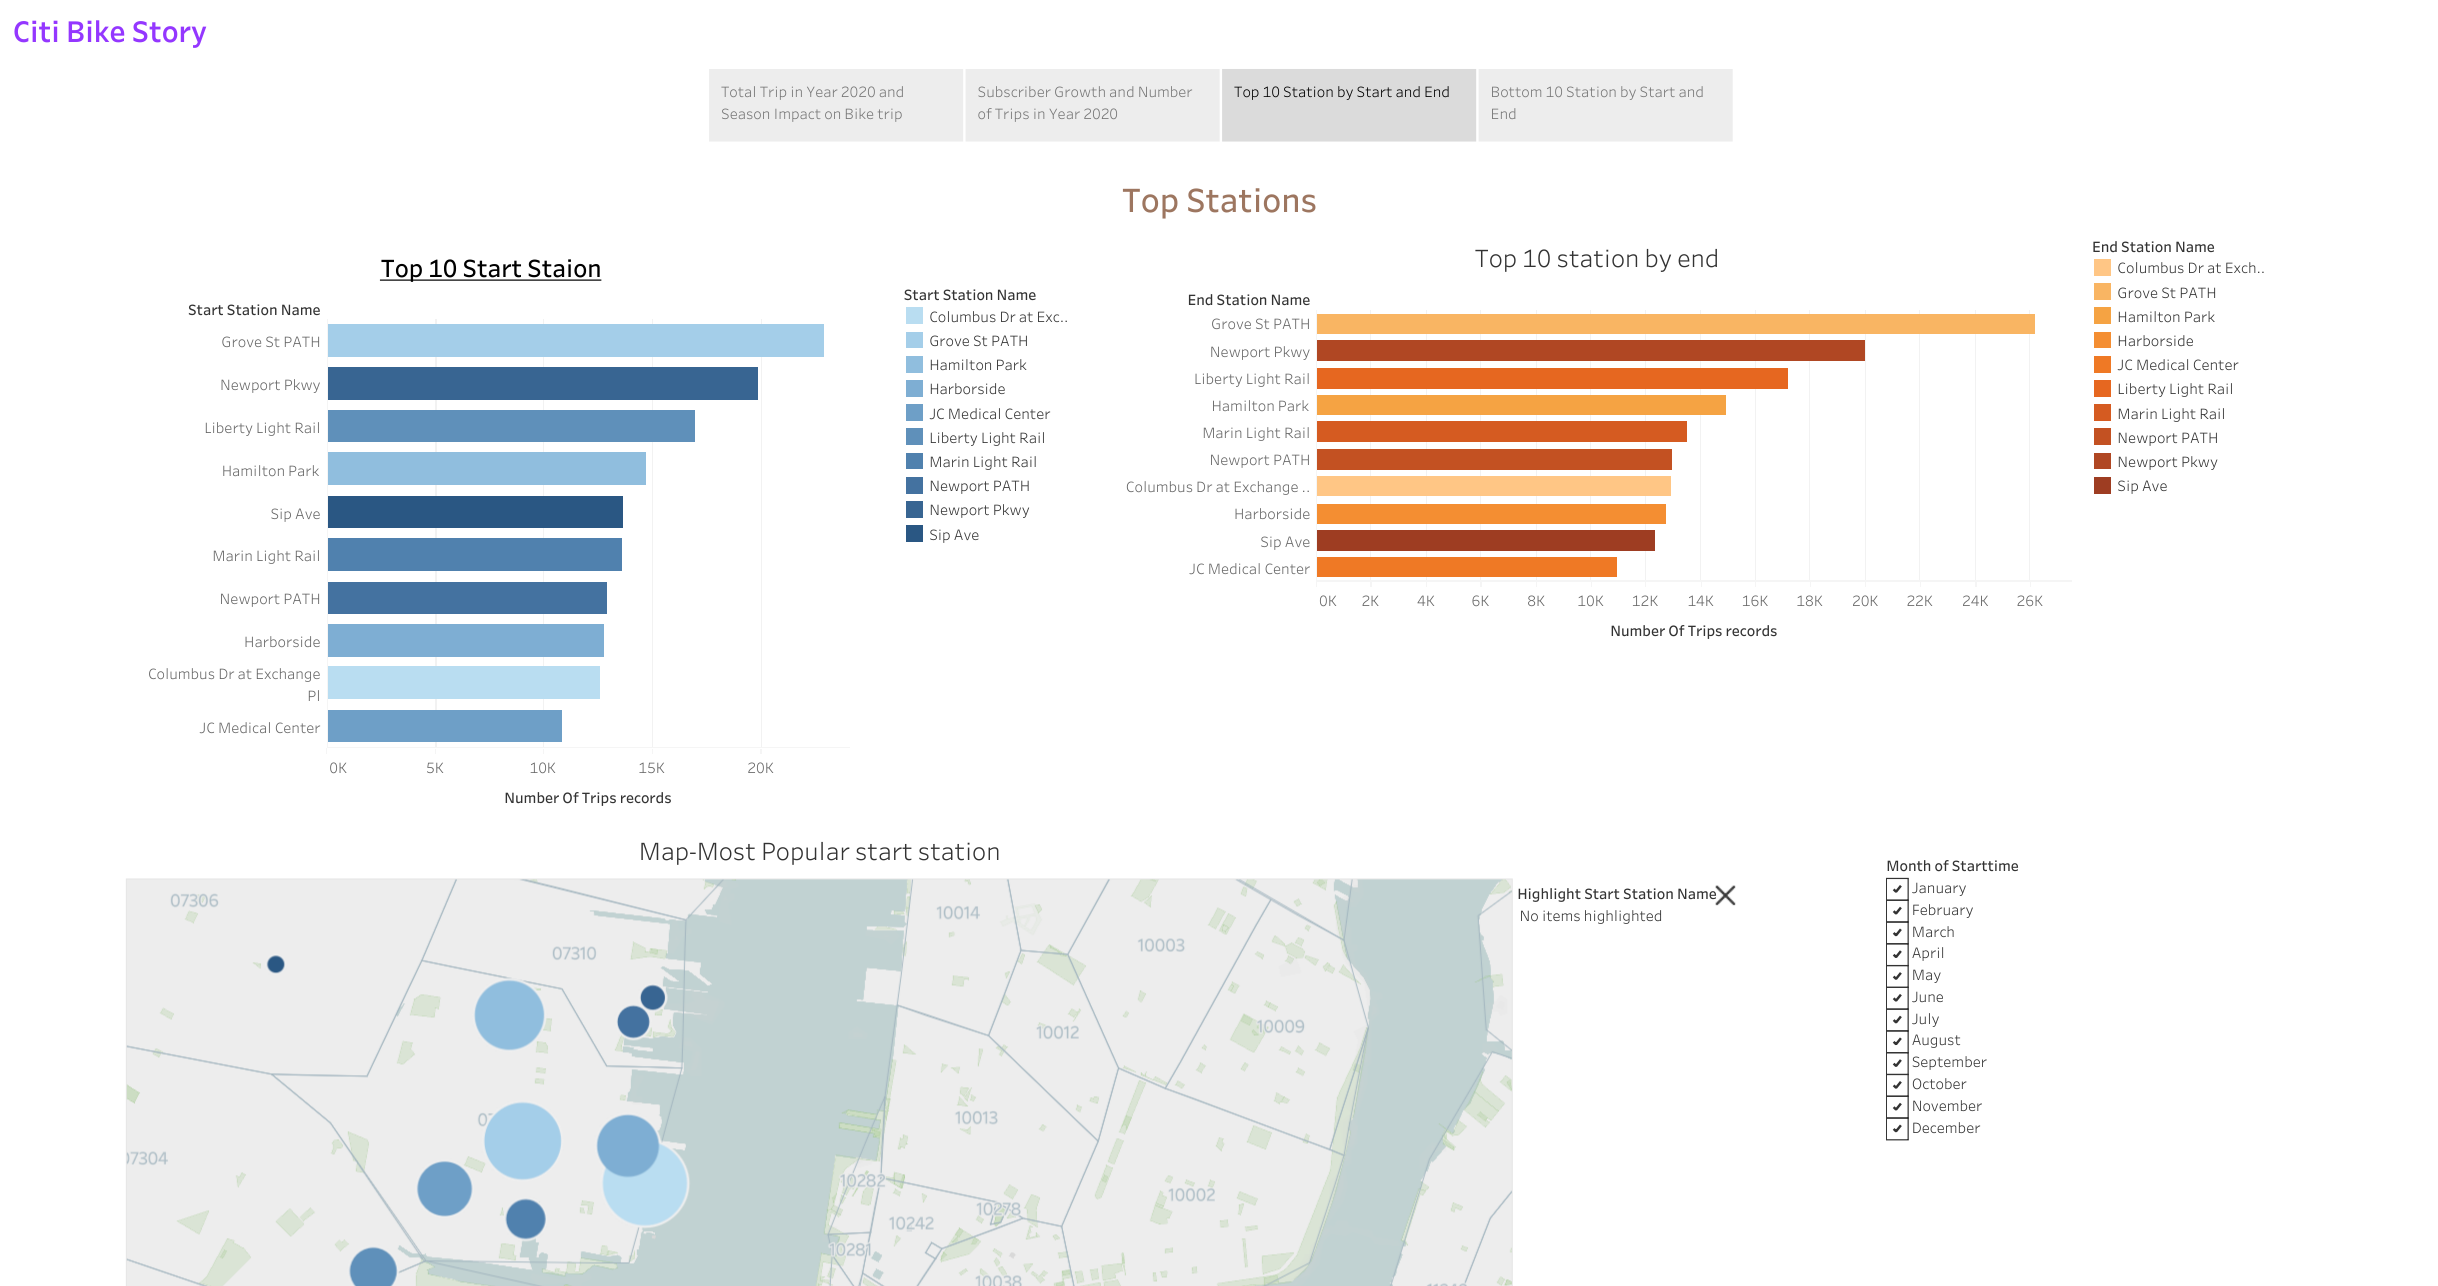 Citi Bike Story
Total Trip in Year 2020 and
Season Impact on Bike trip
Subscriber Growth and Number
of Trips in Year 2020
Top 10 Station by Start and End
Bottom 10 Station by Start and
End
Top Stations
Top 10 Start Staion
Start Station Name
Grove St PATH
Newport Pkwy
Liberty Light Rail
Hamilton Park
Sip Ave
Marin Light Rail
Newport PATH
Harborside
Columbus Dr at Exchange
Pl
JC Medical Center
0K
5K
10K
15K
20K
Number Of Trips records
Start Station Name
Columbus Dr at Exc..
Grove St PATH
Hamilton Park
Harborside
JC Medical Center
Liberty Light Rail
Marin Light Rail
Newport PATH
Newport Pkwy
Sip Ave
Top 10 station by end
End Station Name
Grove St PATH
Newport Pkwy
Liberty Light Rail
Hamilton Park
Marin Light Rail
Newport PATH
Columbus Dr at Exchange ..
Harborside
Sip Ave
JC Medical Center
0K
2K
4K
6K
8K
10K
12K
14K
16K
18K
20K
22K
24K
26K
Number Of Trips records
End Station Name
Columbus Dr at Exch..
Grove St PATH
Hamilton Park
Harborside
JC Medical Center
Liberty Light Rail
Marin Light Rail
Newport PATH
Newport Pkwy
Sip Ave
Map-Most Popular start station
07306
07310
10014
10003
10012
10009
10013
07304
10282
10002
10278
10242
10281
10038
Highlight Start Station Name
No items highlighted
Month of Starttime
January
February
March
April
May
June
July
August
September
October
November
December